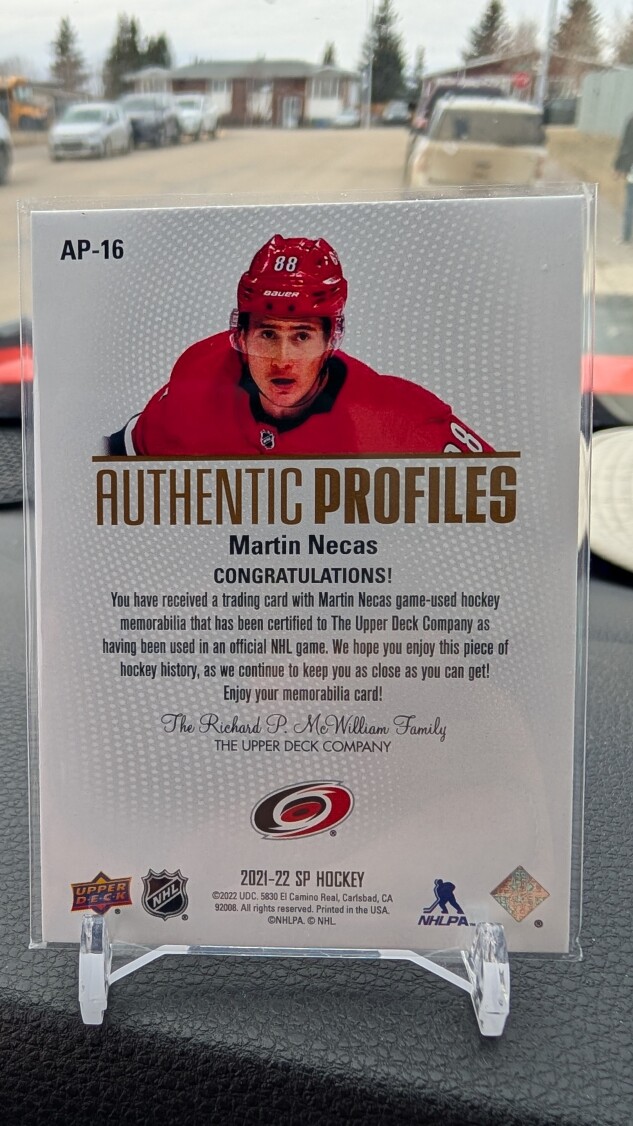 AP-16
88
BAUER
88
AUTHENTIC PROFILES
Martin Necas
CONGRATULATIONS!
You have received a trading card with Martin Necas game-used hockey
memorabilia that has been certified to The Upper Deck Company as
having been used in an official NHL game. We hope you enjoy this piece of
hockey history, as we continue to keep you as close as you can get!
Enjoy your memorabilia card!
The Richard P. McWilliam Family
THE UPPER DECK COMPANY
®
2021-22 SP HOCKEY
UPPER
D·E·C·K
®
NHL
®
©2022 UDC. 5830 El Camino Real, Carlsbad, CA
92008. All rights reserved. Printed in the USA.
©NHLPA. © NHL.
NHLPA™
®